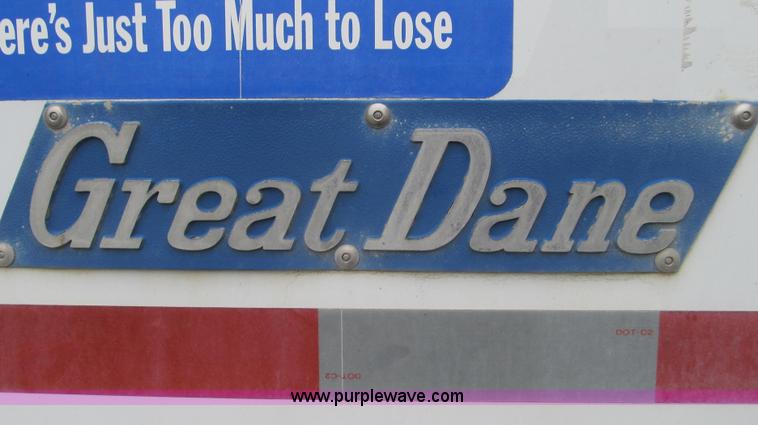 ere's Just Too Much to Lose
Great Dane
DOT-C2
DOT-C2
www.purplewave.com